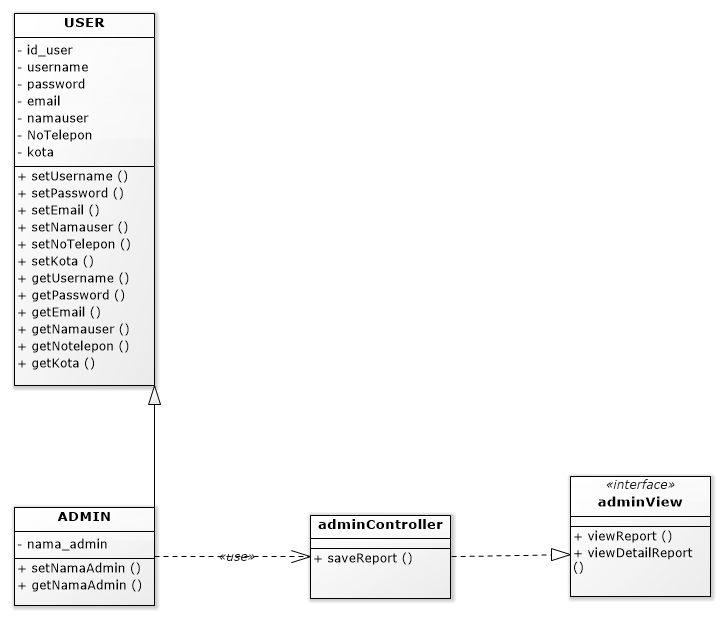 USER
- id_user
- username
- password
- email
- namauser
- NoTelepon
- kota
+ setUsername ()
+ setPassword ()
+ setEmail ()
+ setNamauser ()
+ setNoTelepon ()
+ setKota ()
+ getUsername ()
+ getPassword ()
+ getEmail ()
+ getNamauser ()
+ getNotelepon ()
+ getKota ()
ADMIN
- nama_admin
+ setNamaAdmin ()
+ getNamaAdmin ()
«use»
adminController
+ saveReport ()
«interface»
adminView
+ viewReport ()
+ viewDetailReport
()